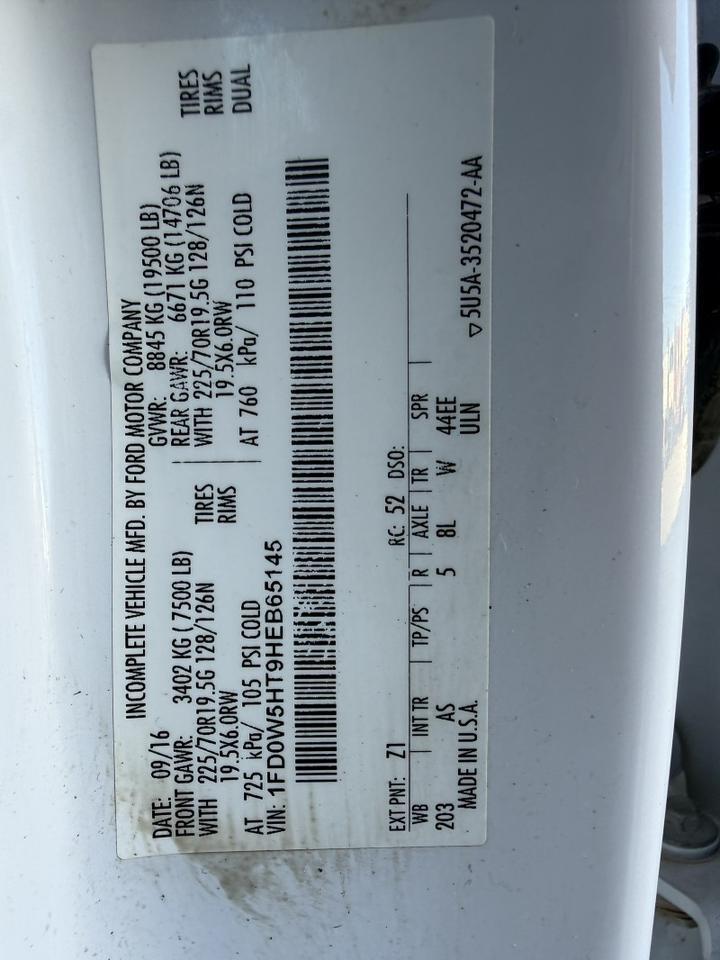 INCOMPLETE VEHICLE MFD. BY FORD MOTOR COMPANY
DATE: 09/16 GVWR: 8845 KG (19500 LB)
FRONT GAWR: 3402 KG ( 7500 LB) REAR GAWR: 6671 KG (14706 LB)
WITH 225/70R19.5G 128/126N TIRES WITH 225/70R19.5G 128/126N TIRES
19.5X6.0RW RIMS 19.5X6.0RW RIMS
AT 725 kPa/ 105 PSI COLD AT 760 kPa/ 110 PSI COLD DUAL
VIN: 1FD0W5HT9HEB65145
EXT PNT: Z1 RC: 52 DSO:
WB INT TR TP/PS R AXLE TR SPR
203 AS 5 8L W 44EE
MADE IN U.S.A. ULN
▽5U5A-3520472-AA